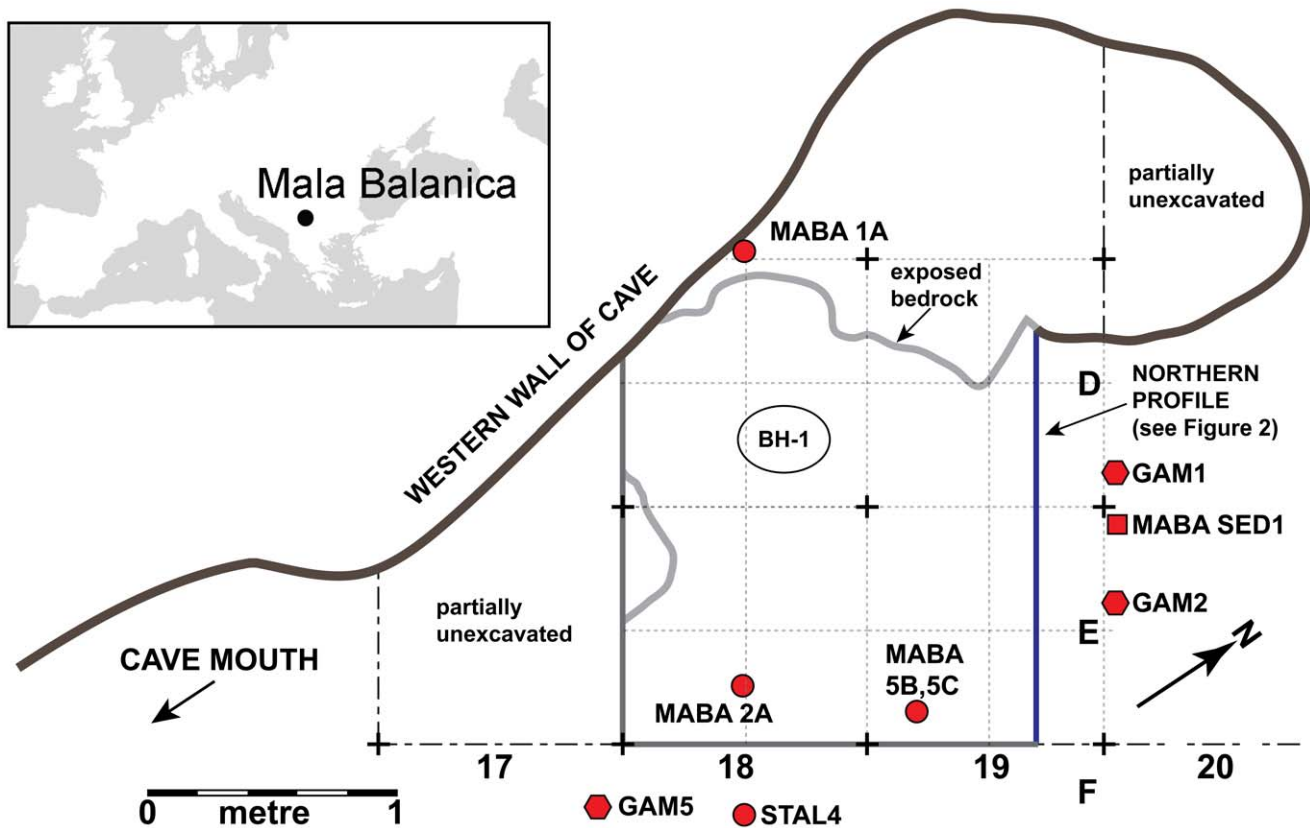 Mala Balanica
MABA 1A
partially
unexcavated
exposed
bedrock
WESTERN WALL OF CAVE
D
NORTHERN
PROFILE
(see Figure 2)
BH-1
GAM1
MABA SED1
GAM2
partially
unexcavated
E
N
CAVE MOUTH
MABA
5B,5C
MABA 2A
17
18
19
20
F
0 metre 1
GAM5
STAL4